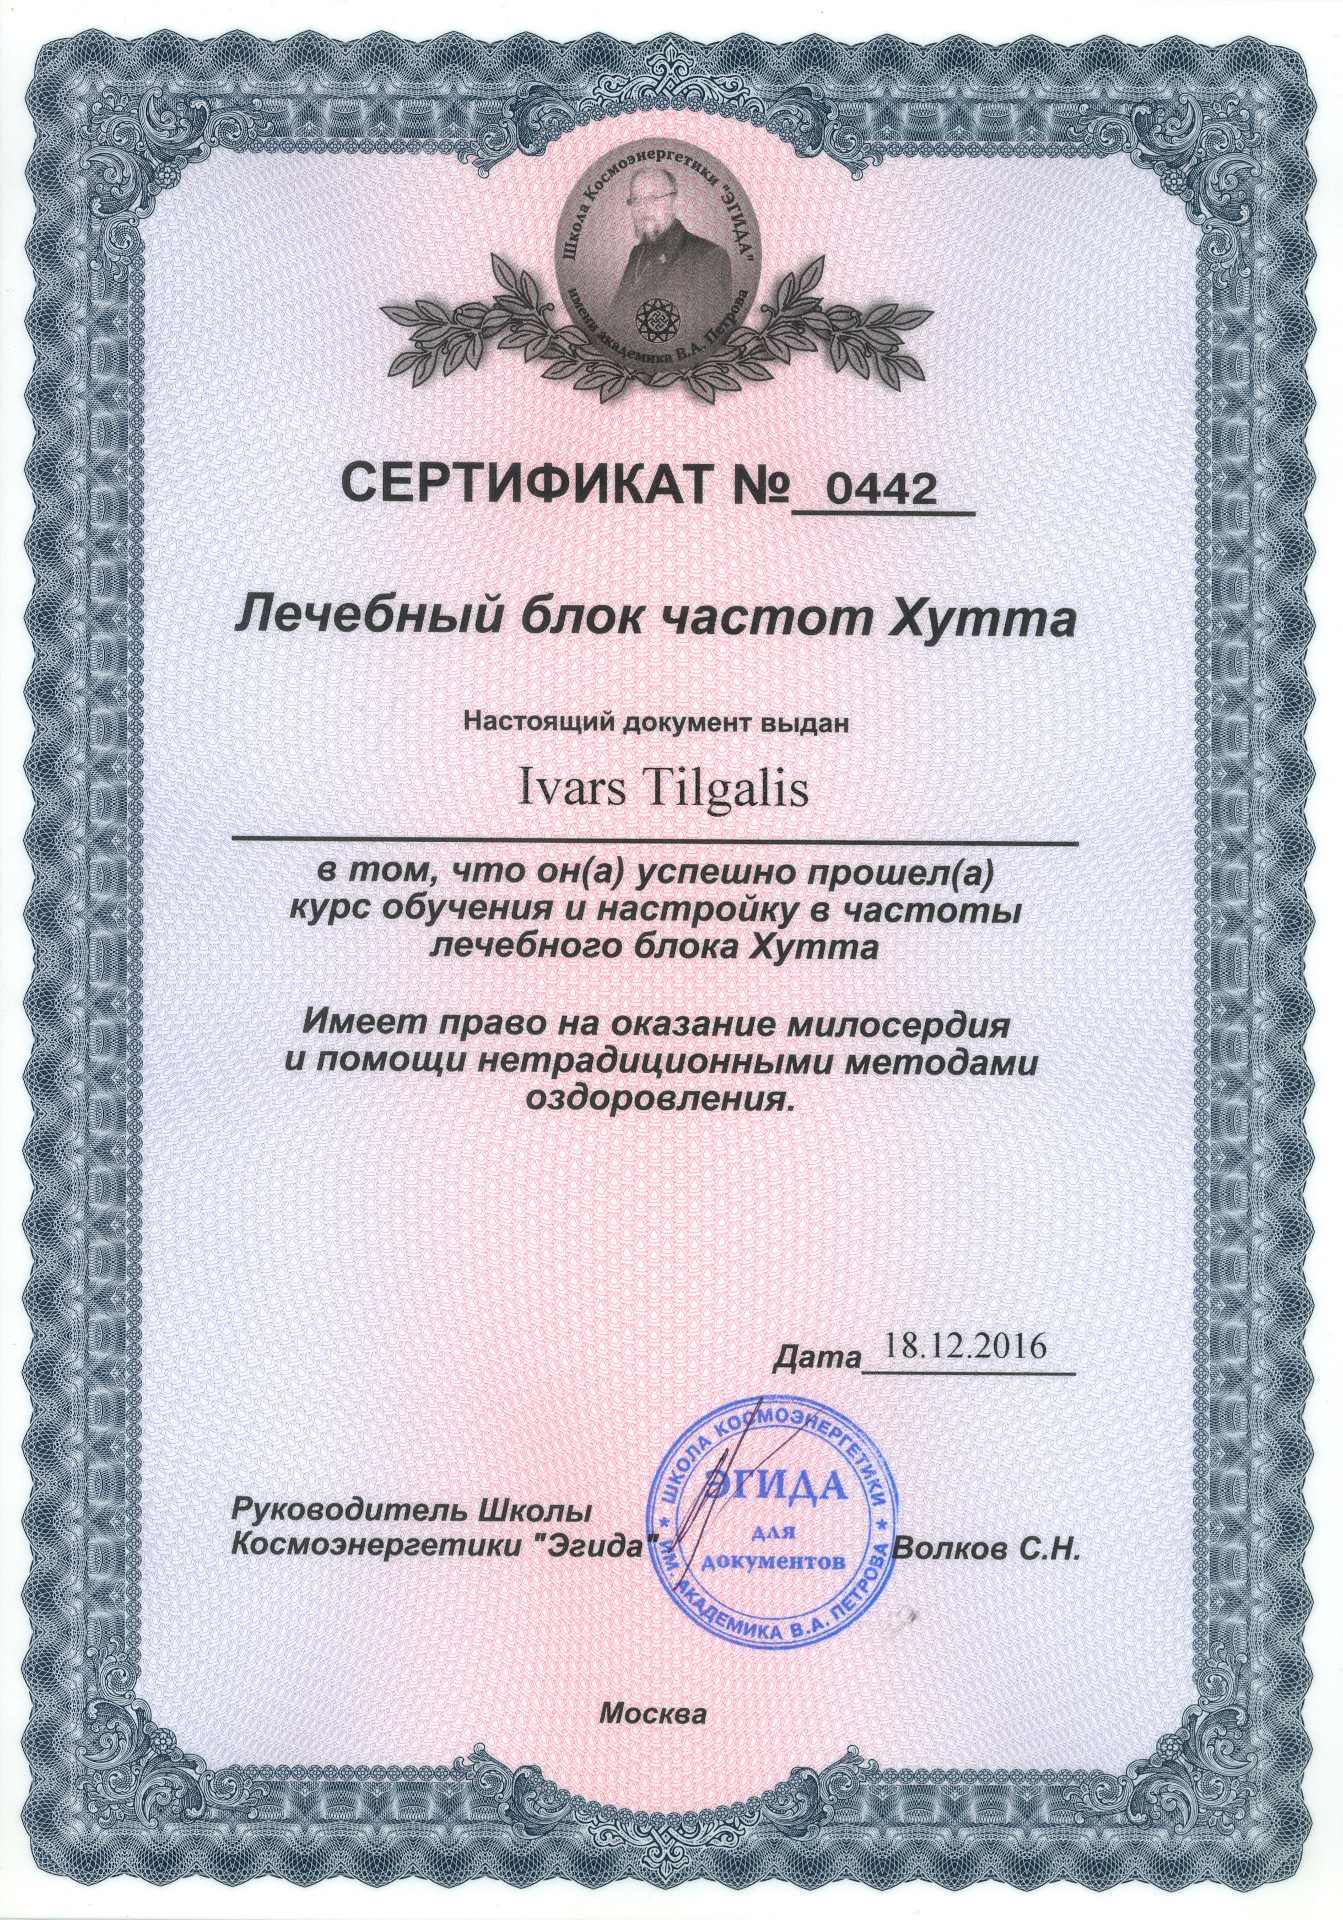 Школа Космоэнергетики "ЭГИДА"
имени академика В.А. Петрова
СЕРТИФИКАТ № 0442
Лечебный блок частот Хутта
Настоящий документ выдан
Ivars Tilgalis
в том, что он(а) успешно прошел(а)
курс обучения и настройку в частоты
лечебного блока Хутта
Имеет право на оказание милосердия
и помощи нетрадиционными методами
оздоровления.
Дата 18.12.2016
Руководитель Школы
Космоэнергетики "Эгида"
Волков С.Н.
★ ШКОЛА КОСМОЭНЕРГЕТИКИ ★
ИМ. АКАДЕМИКА В.А. ПЕТРОВА
ЭГИДА
для
документов
Москва